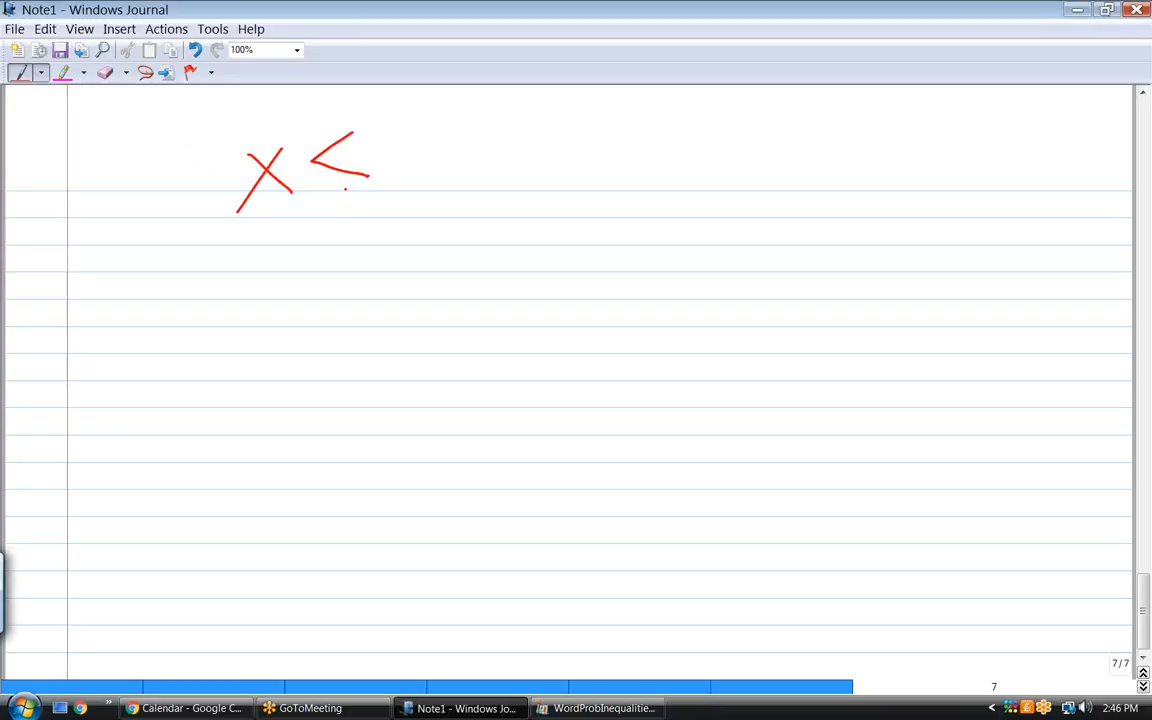 Note1 - Windows Journal
File Edit View Insert Actions Tools Help
100%
x <
7/7
7
Calendar - Google C...
GoToMeeting
Note1 - Windows Jo...
WordProbInequalitie...
2:46 PM